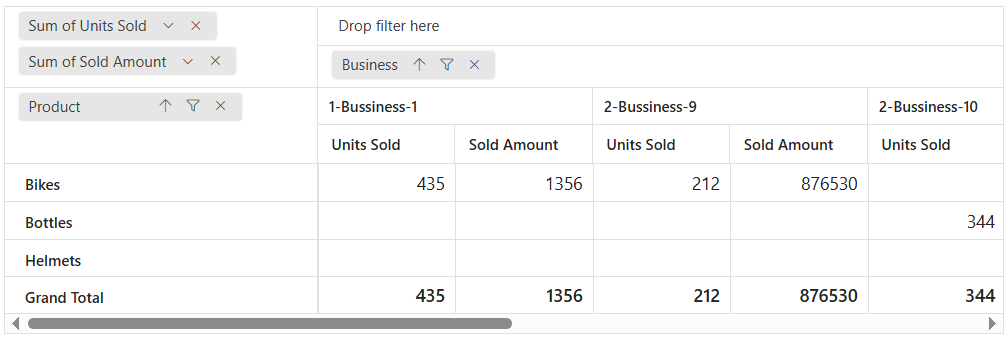 Sum of Units Sold
Drop filter here
Sum of Sold Amount
Business
Product
1-Bussiness-1 2-Bussiness-9 2-Bussiness-10
Units Sold Sold Amount Units Sold Sold Amount Units Sold
Bikes 435 1356 212 876530
Bottles 344
Helmets
Grand Total 435 1356 212 876530 344